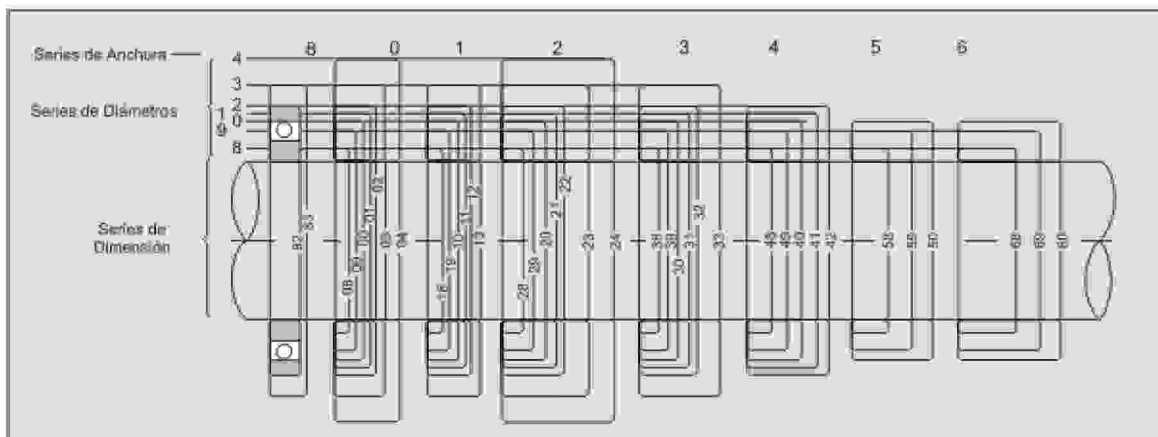 Series de Anchura
8 0 1 2 3 4 5 6
4
3
2
1
0
9
8
Series de Diámetros
Series de
Dimensión
82 83
08 09 00 01 02 03 04
18 19 10 11 12 13
28 29 20 21 22 23 24
38 39 30 31 32 33
48 49 40 41 42
58 59 50
68 69 60